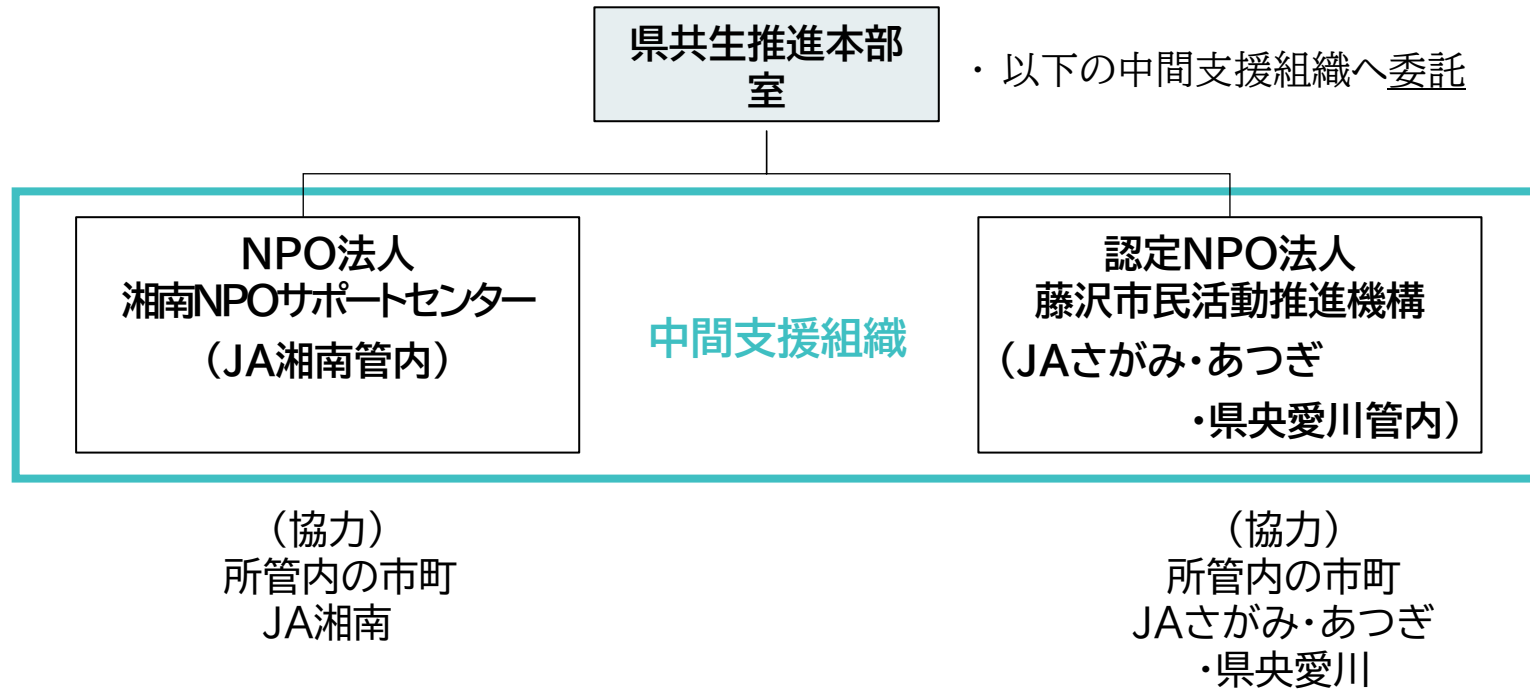 県共生推進本部
室
・以下の中間支援組織へ委託
NPO法人
湘南NPOサポートセンター
（JA湘南管内）
中間支援組織
認定NPO法人
藤沢市民活動推進機構
（JAさがみ・あつぎ
・県央愛川管内）
（協力）
所管内の市町
JA湘南
（協力）
所管内の市町
JAさがみ・あつぎ
・県央愛川